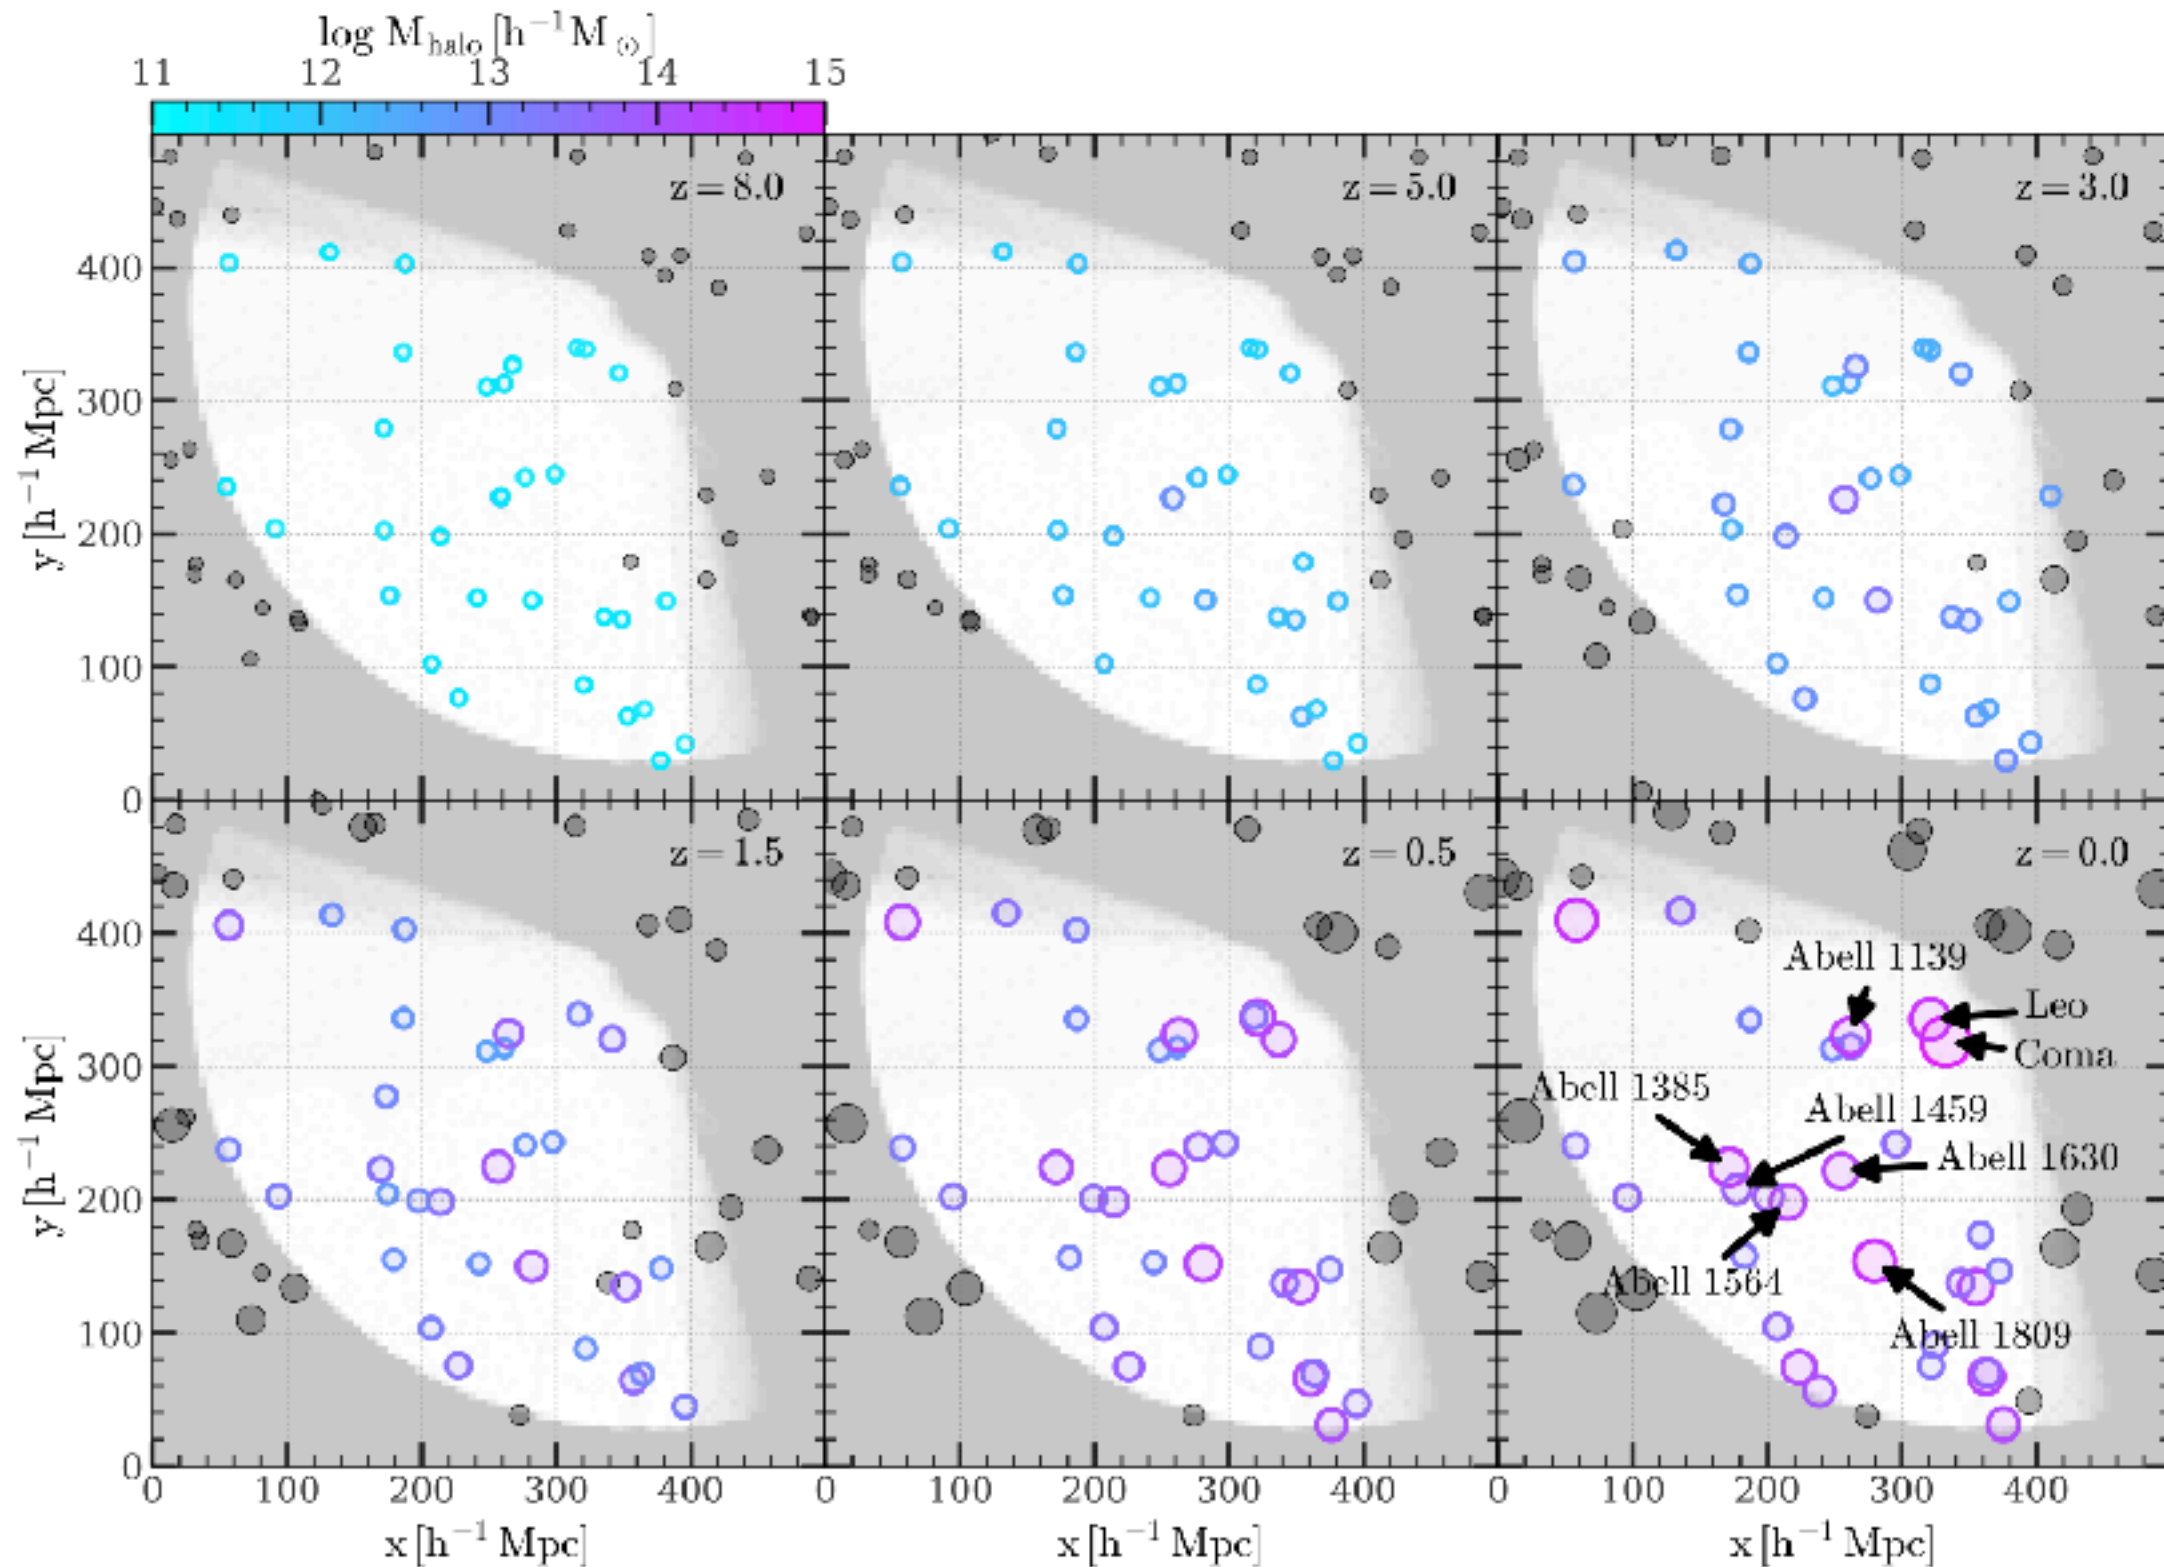 log M_halo [h^{-1} M_⊙]
11 12 13 14 15
z = 8.0 z = 5.0 z = 3.0
400
300
y [h^{-1} Mpc]
200
100
0
z = 1.5 z = 0.5 z = 0.0
400
Abell 1139
Leo
Coma
300
Abell 1385
Abell 1459
y [h^{-1} Mpc]
Abell 1630
200
Abell 1564
Abell 1809
100
0
0 100 200 300 400 0 100 200 300 400 0 100 200 300 400
x [h^{-1} Mpc] x [h^{-1} Mpc] x [h^{-1} Mpc]